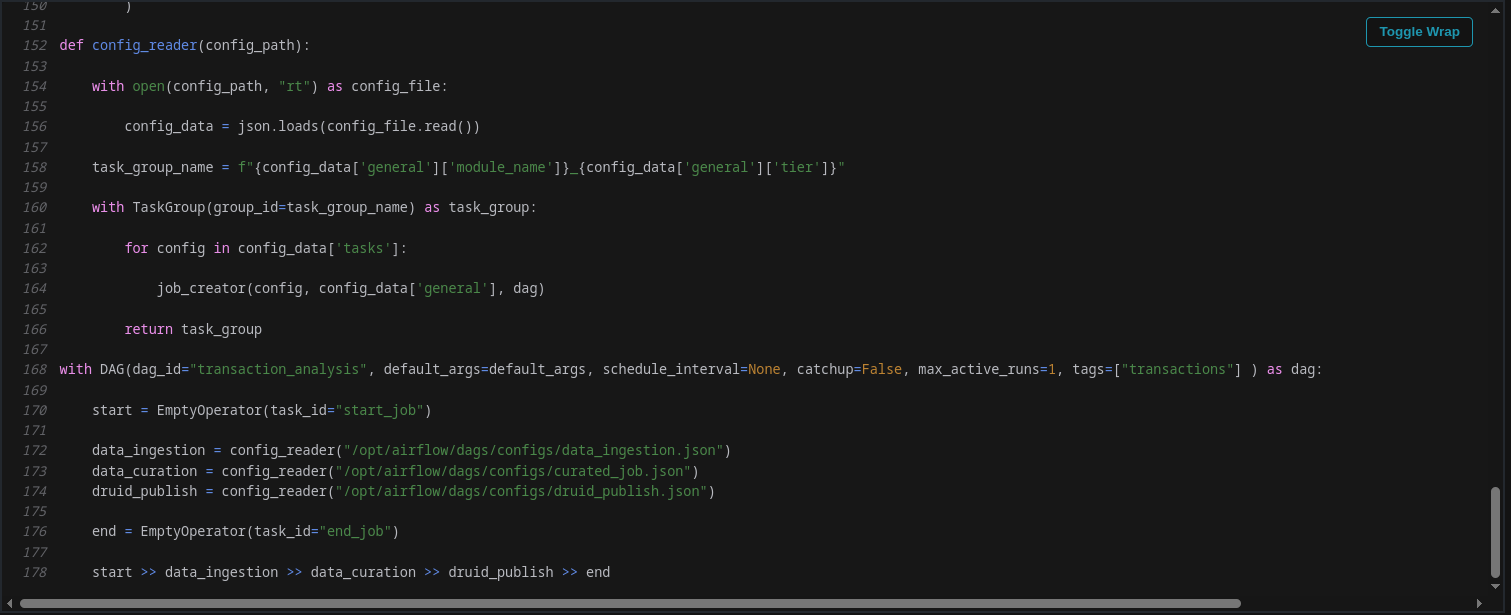 150         )
151
152 def config_reader(config_path):
153
154     with open(config_path, "rt") as config_file:
155
156         config_data = json.loads(config_file.read())
157
158     task_group_name = f"{config_data['general']['module_name']}_{config_data['general']['tier']}"
159
160     with TaskGroup(group_id=task_group_name) as task_group:
161
162         for config in config_data['tasks']:
163
164             job_creator(config, config_data['general'], dag)
165
166         return task_group
167
168 with DAG(dag_id="transaction_analysis", default_args=default_args, schedule_interval=None, catchup=False, max_active_runs=1, tags=["transactions"] ) as dag:
169
170     start = EmptyOperator(task_id="start_job")
171
172     data_ingestion = config_reader("/opt/airflow/dags/configs/data_ingestion.json")
173     data_curation = config_reader("/opt/airflow/dags/configs/curated_job.json")
174     druid_publish = config_reader("/opt/airflow/dags/configs/druid_publish.json")
175
176     end = EmptyOperator(task_id="end_job")
177
178     start >> data_ingestion >> data_curation >> druid_publish >> end
Toggle Wrap